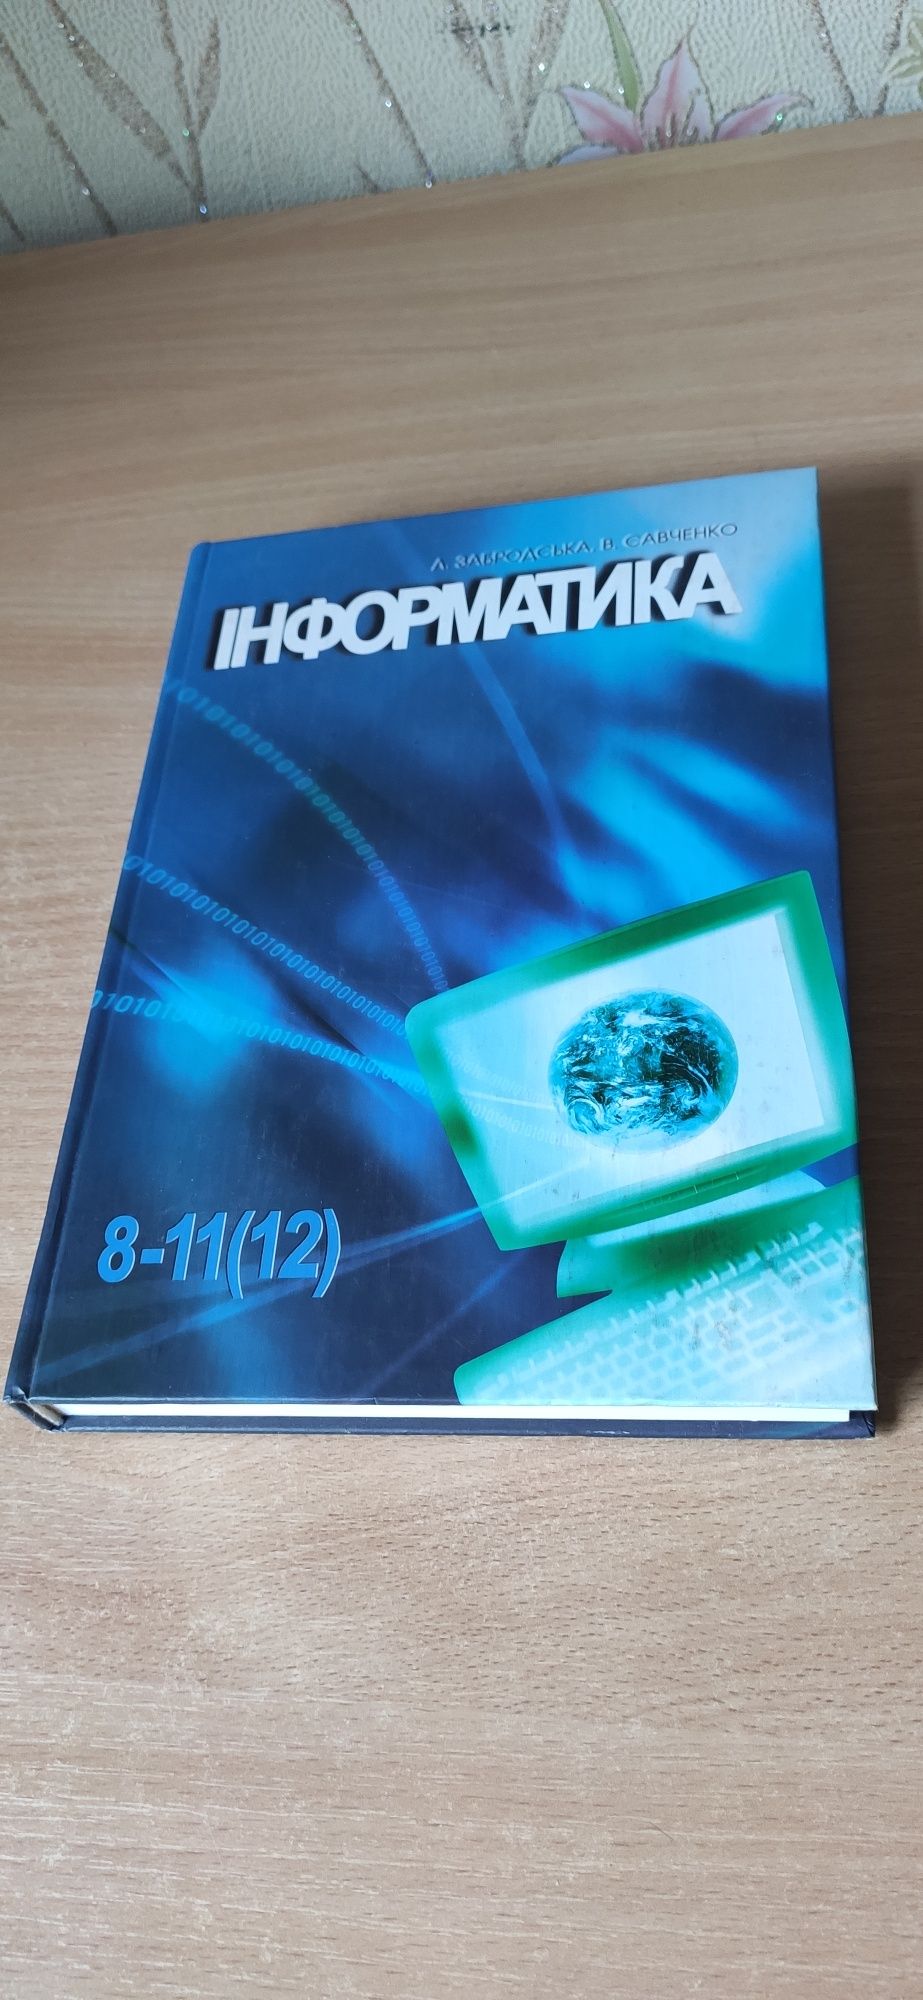 Л. ЗАБРОДСЬКА, В. САВЧЕНКО
ІНФОРМАТИКА
8-11(12)